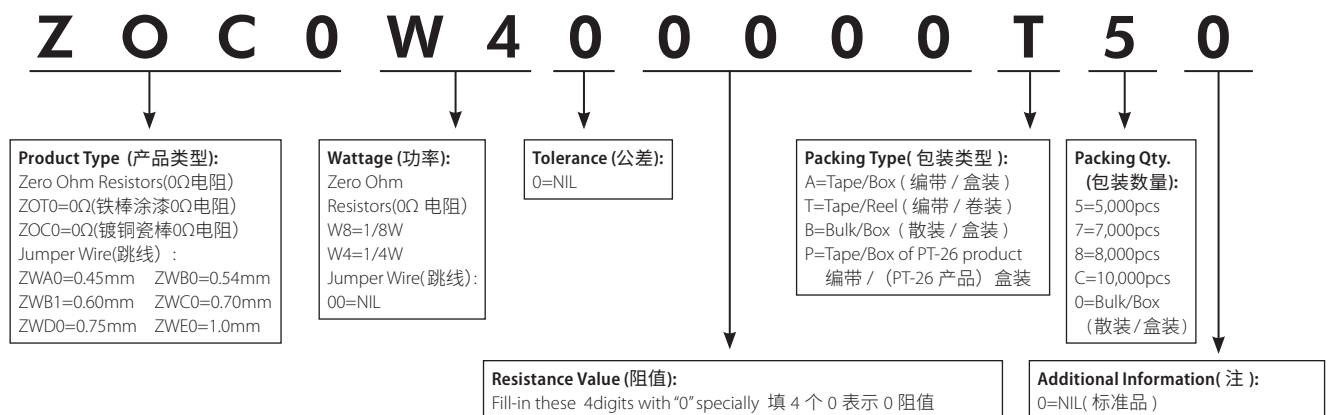 Z O C 0 W 4 0 0 0 0 0 T 5 0
Product Type (产品类型):
Zero Ohm Resistors(0Ω电阻)
ZOT0=0Ω(铁棒涂漆0Ω电阻)
ZOC0=0Ω(镀铜瓷棒0Ω电阻)
Jumper Wire(跳线):
ZWA0=0.45mm ZWB0=0.54mm
ZWB1=0.60mm ZWC0=0.70mm
ZWD0=0.75mm ZWE0=1.0mm
Wattage (功率):
Zero Ohm
Resistors(0Ω 电阻)
W8=1/8W
W4=1/4W
Jumper Wire(跳线):
00=NIL
Tolerance (公差):
0=NIL
Packing Type( 包装类型 ):
A=Tape/Box ( 编带 / 盒装 )
T=Tape/Reel ( 编带 / 卷装 )
B=Bulk/Box ( 散装 / 盒装 )
P=Tape/Box of PT-26 product
编带 / (PT-26 产品) 盒装
Packing Qty.
(包装数量):
5=5,000pcs
7=7,000pcs
8=8,000pcs
C=10,000pcs
0=Bulk/Box
(散装/盒装)
Resistance Value (阻值):
Fill-in these 4digits with “0” specially 填 4 个 0 表示 0 阻值
Additional Information( 注 ):
0=NIL( 标准品 )